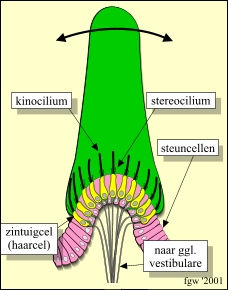 kinocilium
stereocilium
steuncellen
zintuigcel
(haarcel)
naar ggl.
vestibulare
fgw '2001